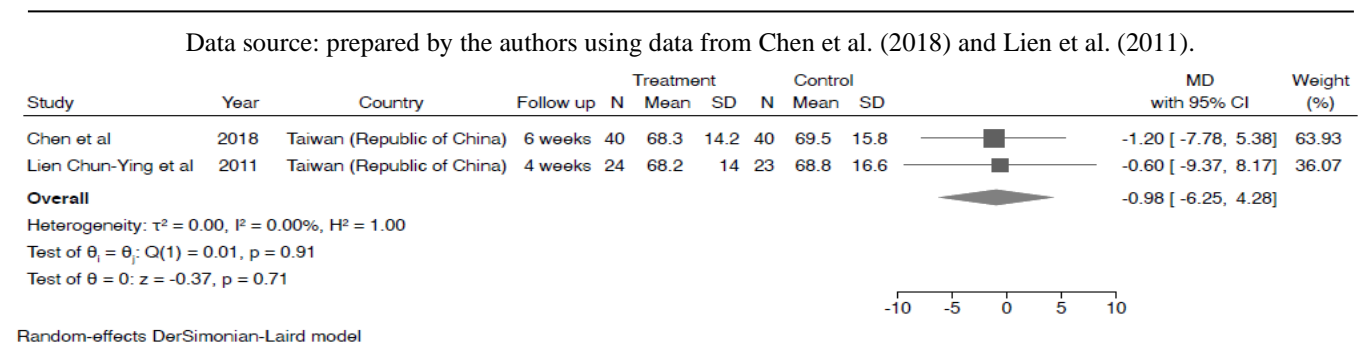 Data source: prepared by the authors using data from Chen et al. (2018) and Lien et al. (2011).
Treatment Control MD Weight
Study Year Country Follow up N Mean SD N Mean SD with 95% CI (%)
Chen et al 2018 Taiwan (Republic of China) 6 weeks 40 68.3 14.2 40 69.5 15.8 -1.20 [ -7.78, 5.38] 63.93
Lien Chun-Ying et al 2011 Taiwan (Republic of China) 4 weeks 24 68.2 14 23 68.8 16.6 -0.60 [ -9.37, 8.17] 36.07
Overall -0.98 [ -6.25, 4.28]
Heterogeneity: τ² = 0.00, I² = 0.00%, H² = 1.00
Test of θᵢ = θⱼ: Q(1) = 0.01, p = 0.91
Test of θ = 0: z = -0.37, p = 0.71
-10 -5 0 5 10
Random-effects DerSimonian-Laird model